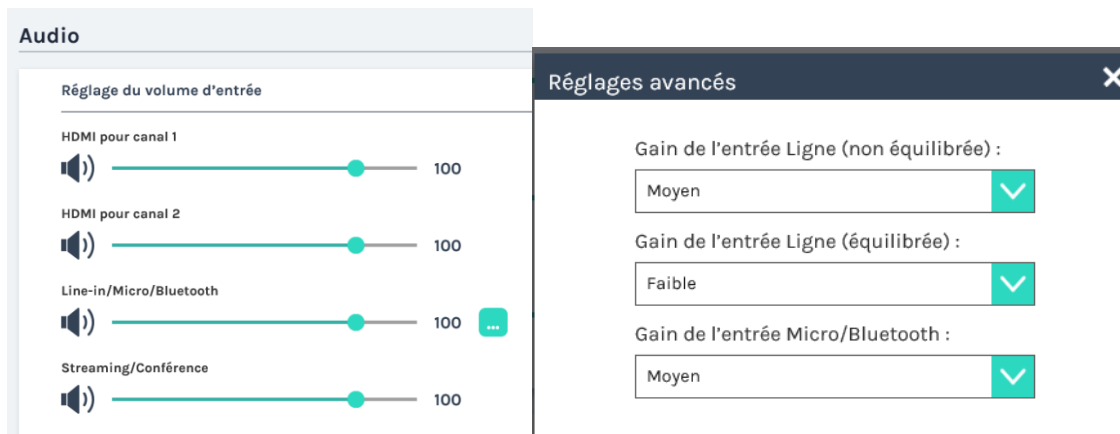 Audio
Réglage du volume d'entrée
HDMI pour canal 1
100
HDMI pour canal 2
100
Line-in/Micro/Bluetooth
100 ...
Streaming/Conférence
100
Réglages avancés
Gain de l'entrée Ligne (non équilibrée) :
Moyen
Gain de l'entrée Ligne (équilibrée) :
Faible
Gain de l'entrée Micro/Bluetooth :
Moyen